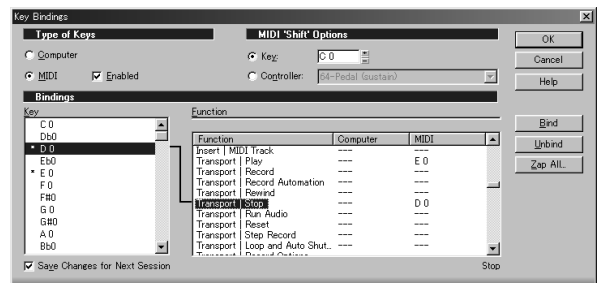 Key Bindings
Type of Keys
MIDI 'Shift' Options
OK
Computer
Key:
C 0
Cancel
MIDI
Enabled
Controller:
64-Pedal (sustain)
Help
Bindings
Key
Function
C 0
Db0
* D 0
Eb0
* E 0
F 0
F#0
G 0
G#0
A 0
Bb0
Function Computer MIDI
Insert | MIDI Track --- ---
Transport | Play --- E 0
Transport | Record --- ---
Transport | Record Automation --- ---
Transport | Rewind --- ---
Transport | Stop --- D 0
Transport | Run Audio --- ---
Transport | Reset --- ---
Transport | Step Record --- ---
Transport | Loop and Auto Shut... --- ---
Transport | Record Options
Bind
Unbind
Zap All...
Save Changes for Next Session
Stop